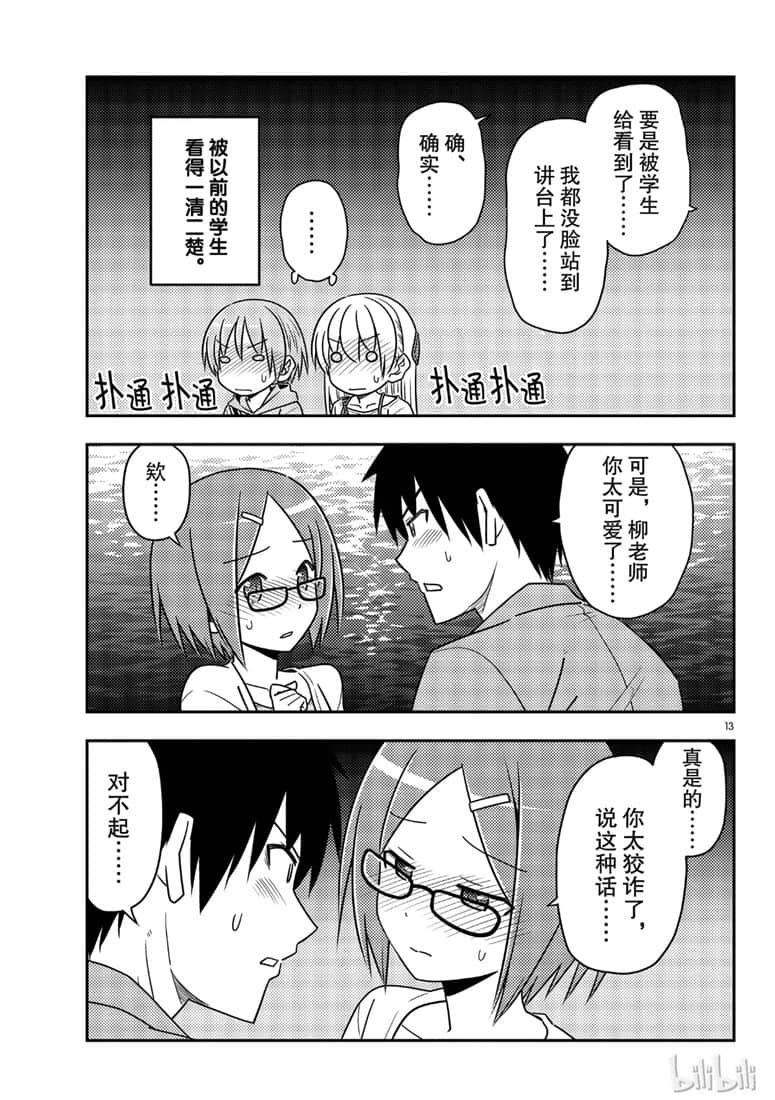 要是被学生
给看到了……
我都没脸站到
讲台上了……
确、
确实……
……
被以前的学生
看得一清二楚。
扑通扑通
扑通扑通
可是，柳老师
你太可爱了……
欸……
13
真是的……
你太狡诈了，
说这种话……
对不起……
bilibili